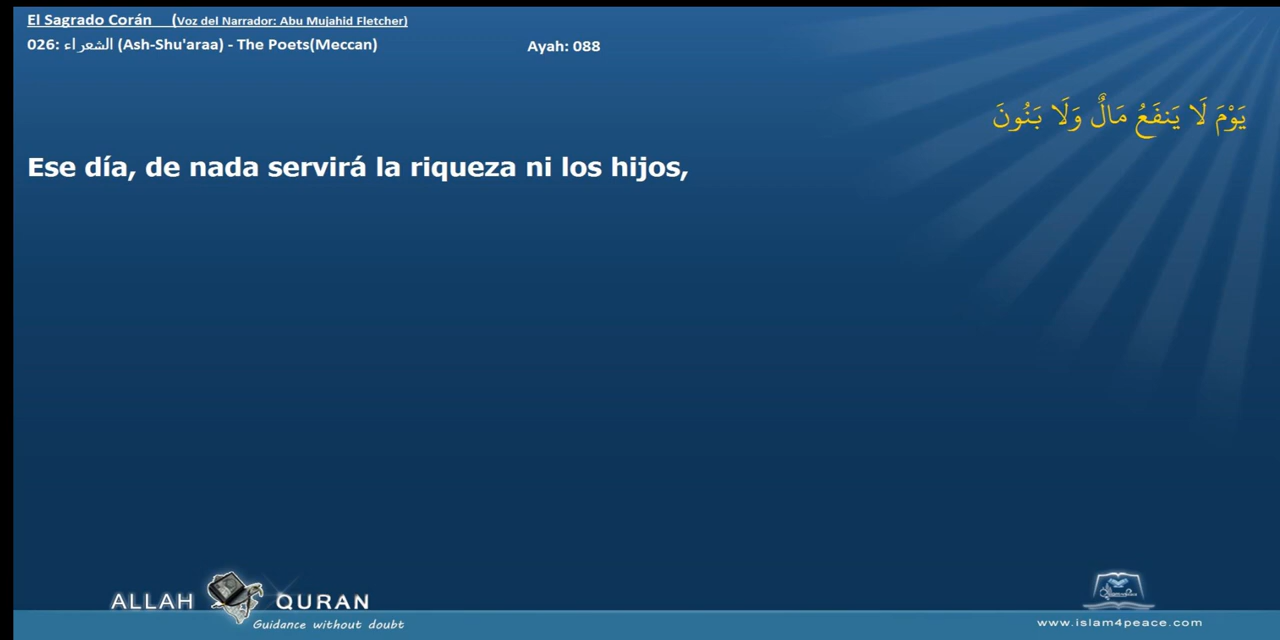 El Sagrado Corán (Voz del Narrador: Abu Mujahid Fletcher)
026: الشعراء (Ash-Shu'araa) - The Poets(Meccan) Ayah: 088
يَوْمَ لَا يَنفَعُ مَالٌ وَلَا بَنُونَ
Ese día, de nada servirá la riqueza ni los hijos,
ALLAH QURAN
Guidance without doubt
www.islam4peace.com